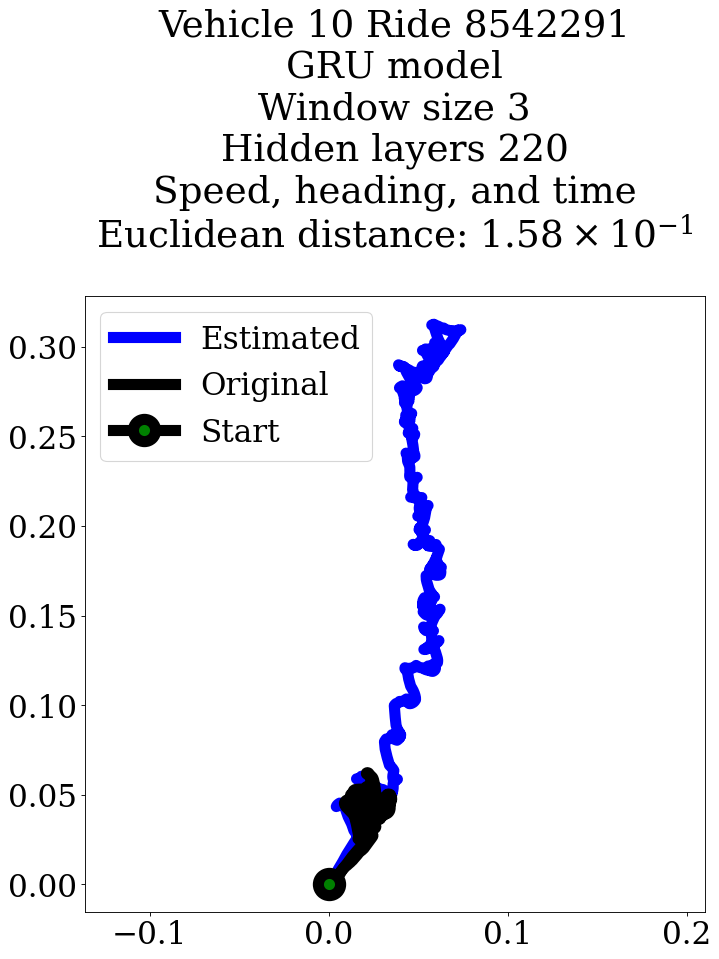 Vehicle 10 Ride 8542291
GRU model
Window size 3
Hidden layers 220
Speed, heading, and time
Euclidean distance: 1.58 × 10⁻¹
Estimated
Original
Start
0.30
0.25
0.20
0.15
0.10
0.05
0.00
−0.1
0.0
0.1
0.2